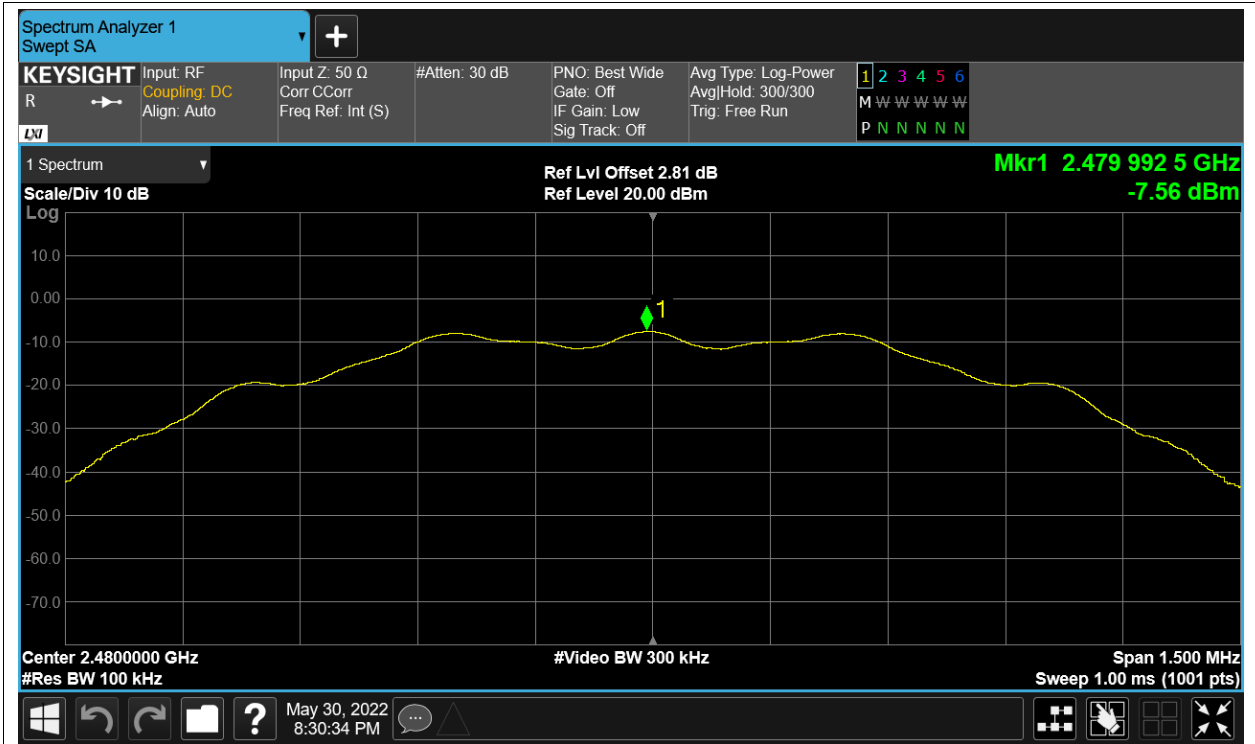 Spectrum Analyzer 1
Swept SA
KEYSIGHT
R
LXI
Input: RF
Coupling: DC
Align: Auto
Input Z: 50 Ω
Corr CCorr
Freq Ref: Int (S)
#Atten: 30 dB
PNO: Best Wide
Gate: Off
IF Gain: Low
Sig Track: Off
Avg Type: Log-Power
Avg|Hold: 300/300
Trig: Free Run
1 2 3 4 5 6
M W W W W W
P N N N N N
1 Spectrum
Scale/Div 10 dB
Log
Ref Lvl Offset 2.81 dB
Ref Level 20.00 dBm
Mkr1 2.479 992 5 GHz
-7.56 dBm
10.0
0.00
1
-10.0
-20.0
-30.0
-40.0
-50.0
-60.0
-70.0
Center 2.4800000 GHz
#Res BW 100 kHz
#Video BW 300 kHz
Span 1.500 MHz
Sweep 1.00 ms (1001 pts)
?
May 30, 2022
8:30:34 PM